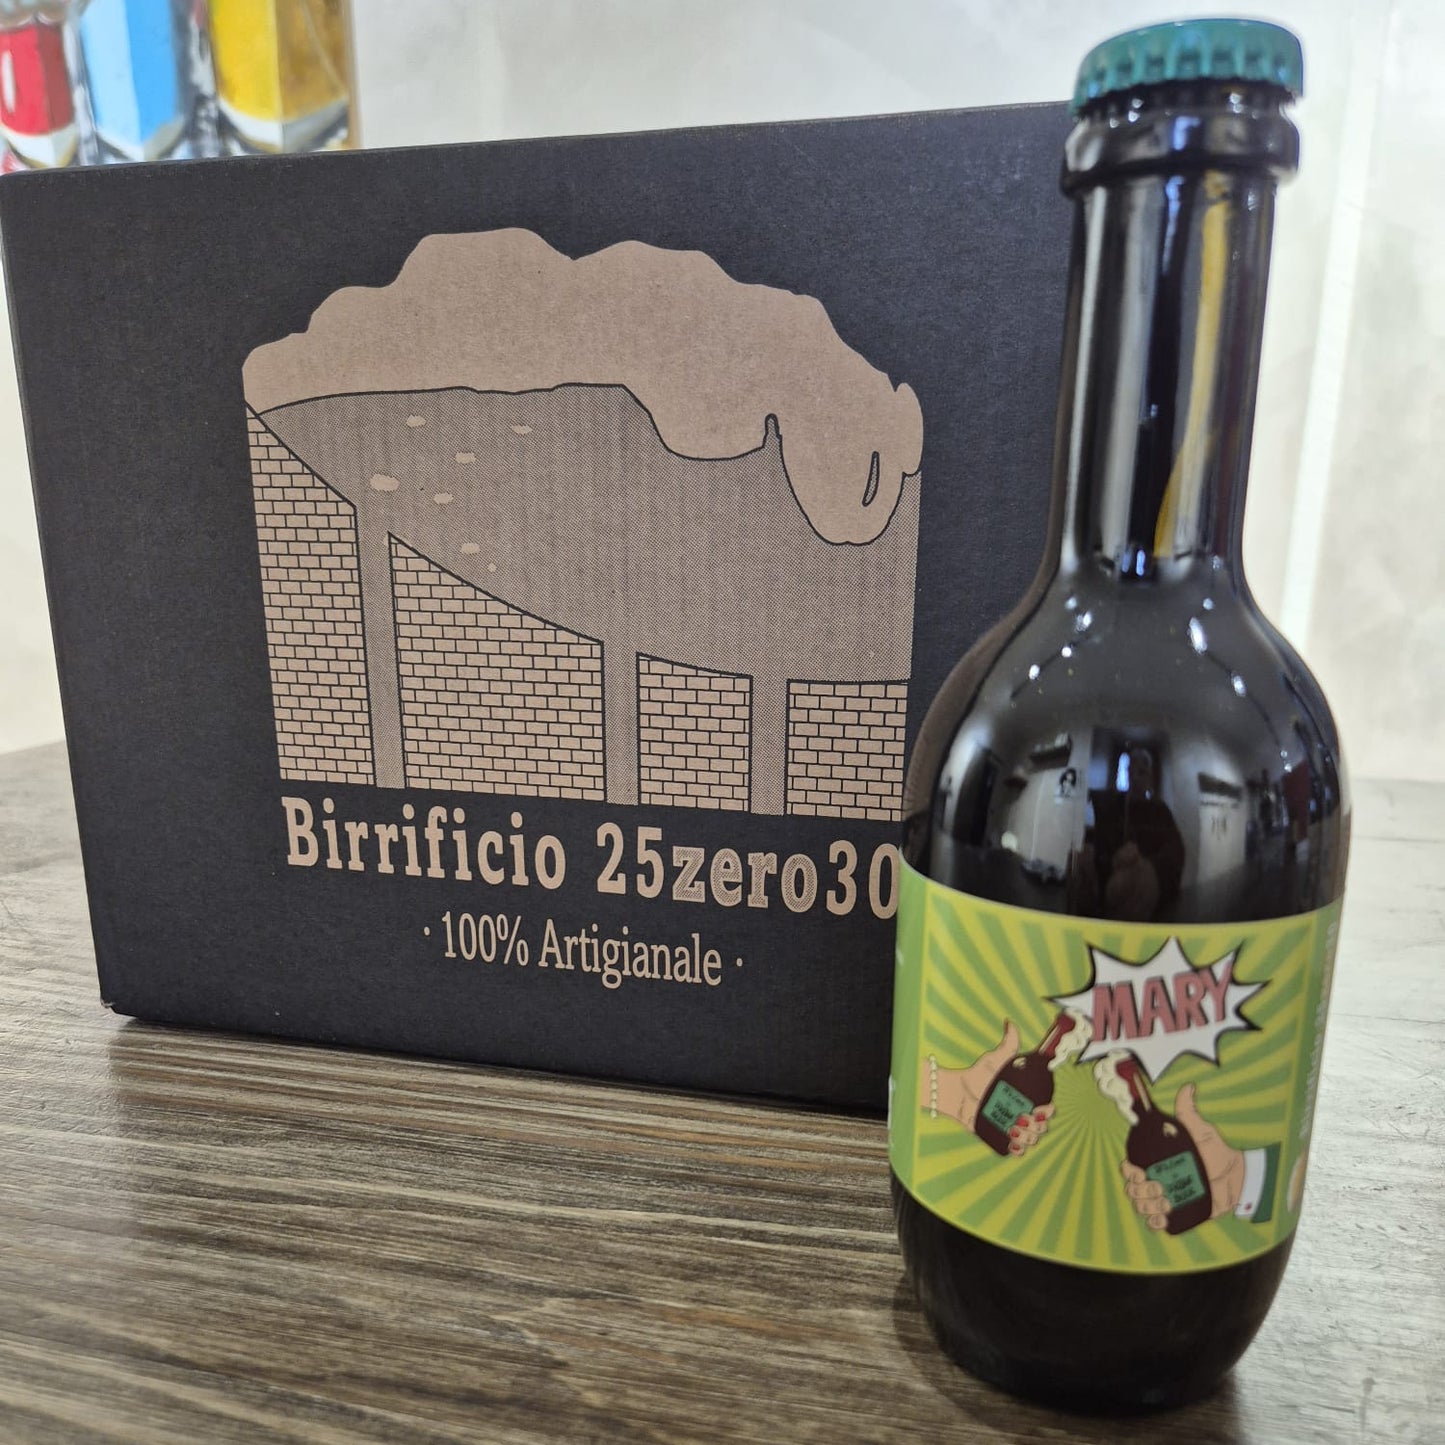 Birrificio 25zero30
· 100% Artigianale ·
MARY